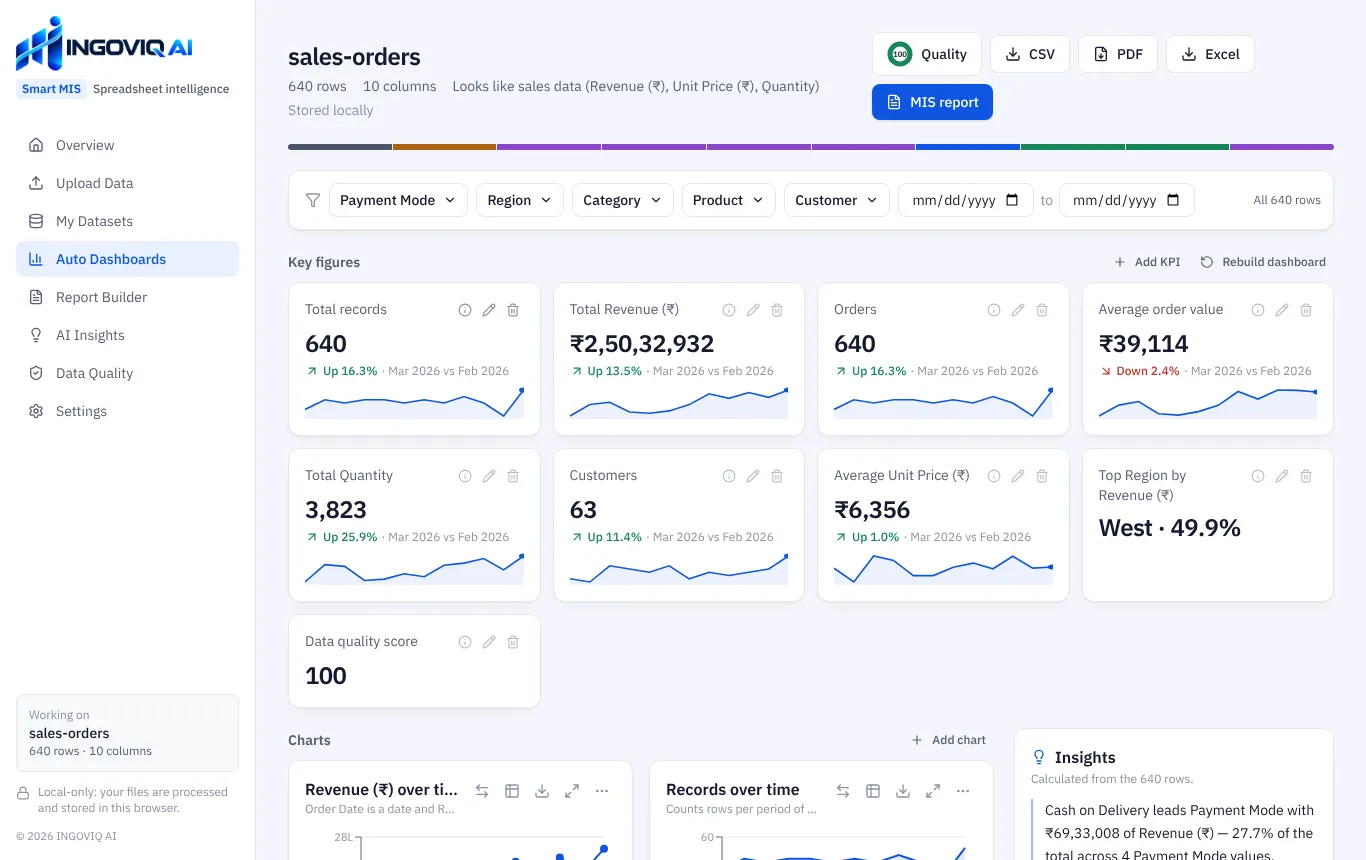 INGOVIQ AI
Smart MIS Spreadsheet intelligence
Overview
Upload Data
My Datasets
Auto Dashboards
Report Builder
AI Insights
Data Quality
Settings
Working on
sales-orders
640 rows · 10 columns
Local-only: your files are processed
and stored in this browser.
© 2026 INGOVIQ AI
sales-orders
640 rows 10 columns Looks like sales data (Revenue (₹), Unit Price (₹), Quantity)
Stored locally
100 Quality CSV PDF Excel
MIS report
Payment Mode Region Category Product Customer mm/dd/yyyy to mm/dd/yyyy All 640 rows
Key figures + Add KPI Rebuild dashboard
Total records
640
Up 16.3% · Mar 2026 vs Feb 2026
Total Revenue (₹)
₹2,50,32,932
Up 13.5% · Mar 2026 vs Feb 2026
Orders
640
Up 16.3% · Mar 2026 vs Feb 2026
Average order value
₹39,114
Down 2.4% · Mar 2026 vs Feb 2026
Total Quantity
3,823
Up 25.9% · Mar 2026 vs Feb 2026
Customers
63
Up 11.4% · Mar 2026 vs Feb 2026
Average Unit Price (₹)
₹6,356
Up 1.0% · Mar 2026 vs Feb 2026
Top Region by
Revenue (₹)
West · 49.9%
Data quality score
100
Charts + Add chart
Revenue (₹) over ti...
Order Date is a date and R...
28L
Records over time
Counts rows per period of ...
60
Insights
Calculated from the 640 rows.
Cash on Delivery leads Payment Mode with
₹69,33,008 of Revenue (₹) — 27.7% of the
total across 4 Payment Mode values.